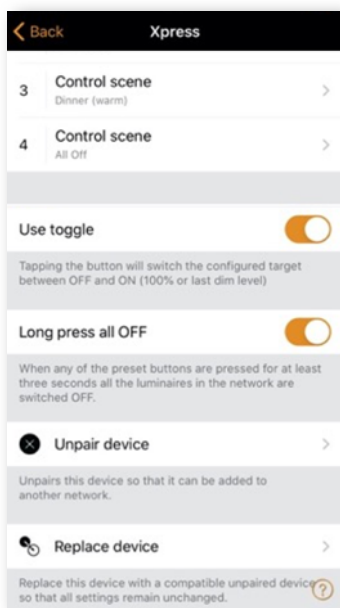 Back
Xpress
3
Control scene
Dinner (warm)
4
Control scene
All Off
Use toggle
Tapping the button will switch the configured target
between OFF and ON (100% or last dim level)
Long press all OFF
When any of the preset buttons are pressed for at least
three seconds all the luminaires in the network are
switched OFF.
Unpair device
Unpairs this device so that it can be added to
another network.
Replace device
Replace this device with a compatible unpaired device
so that all settings remain unchanged.
?